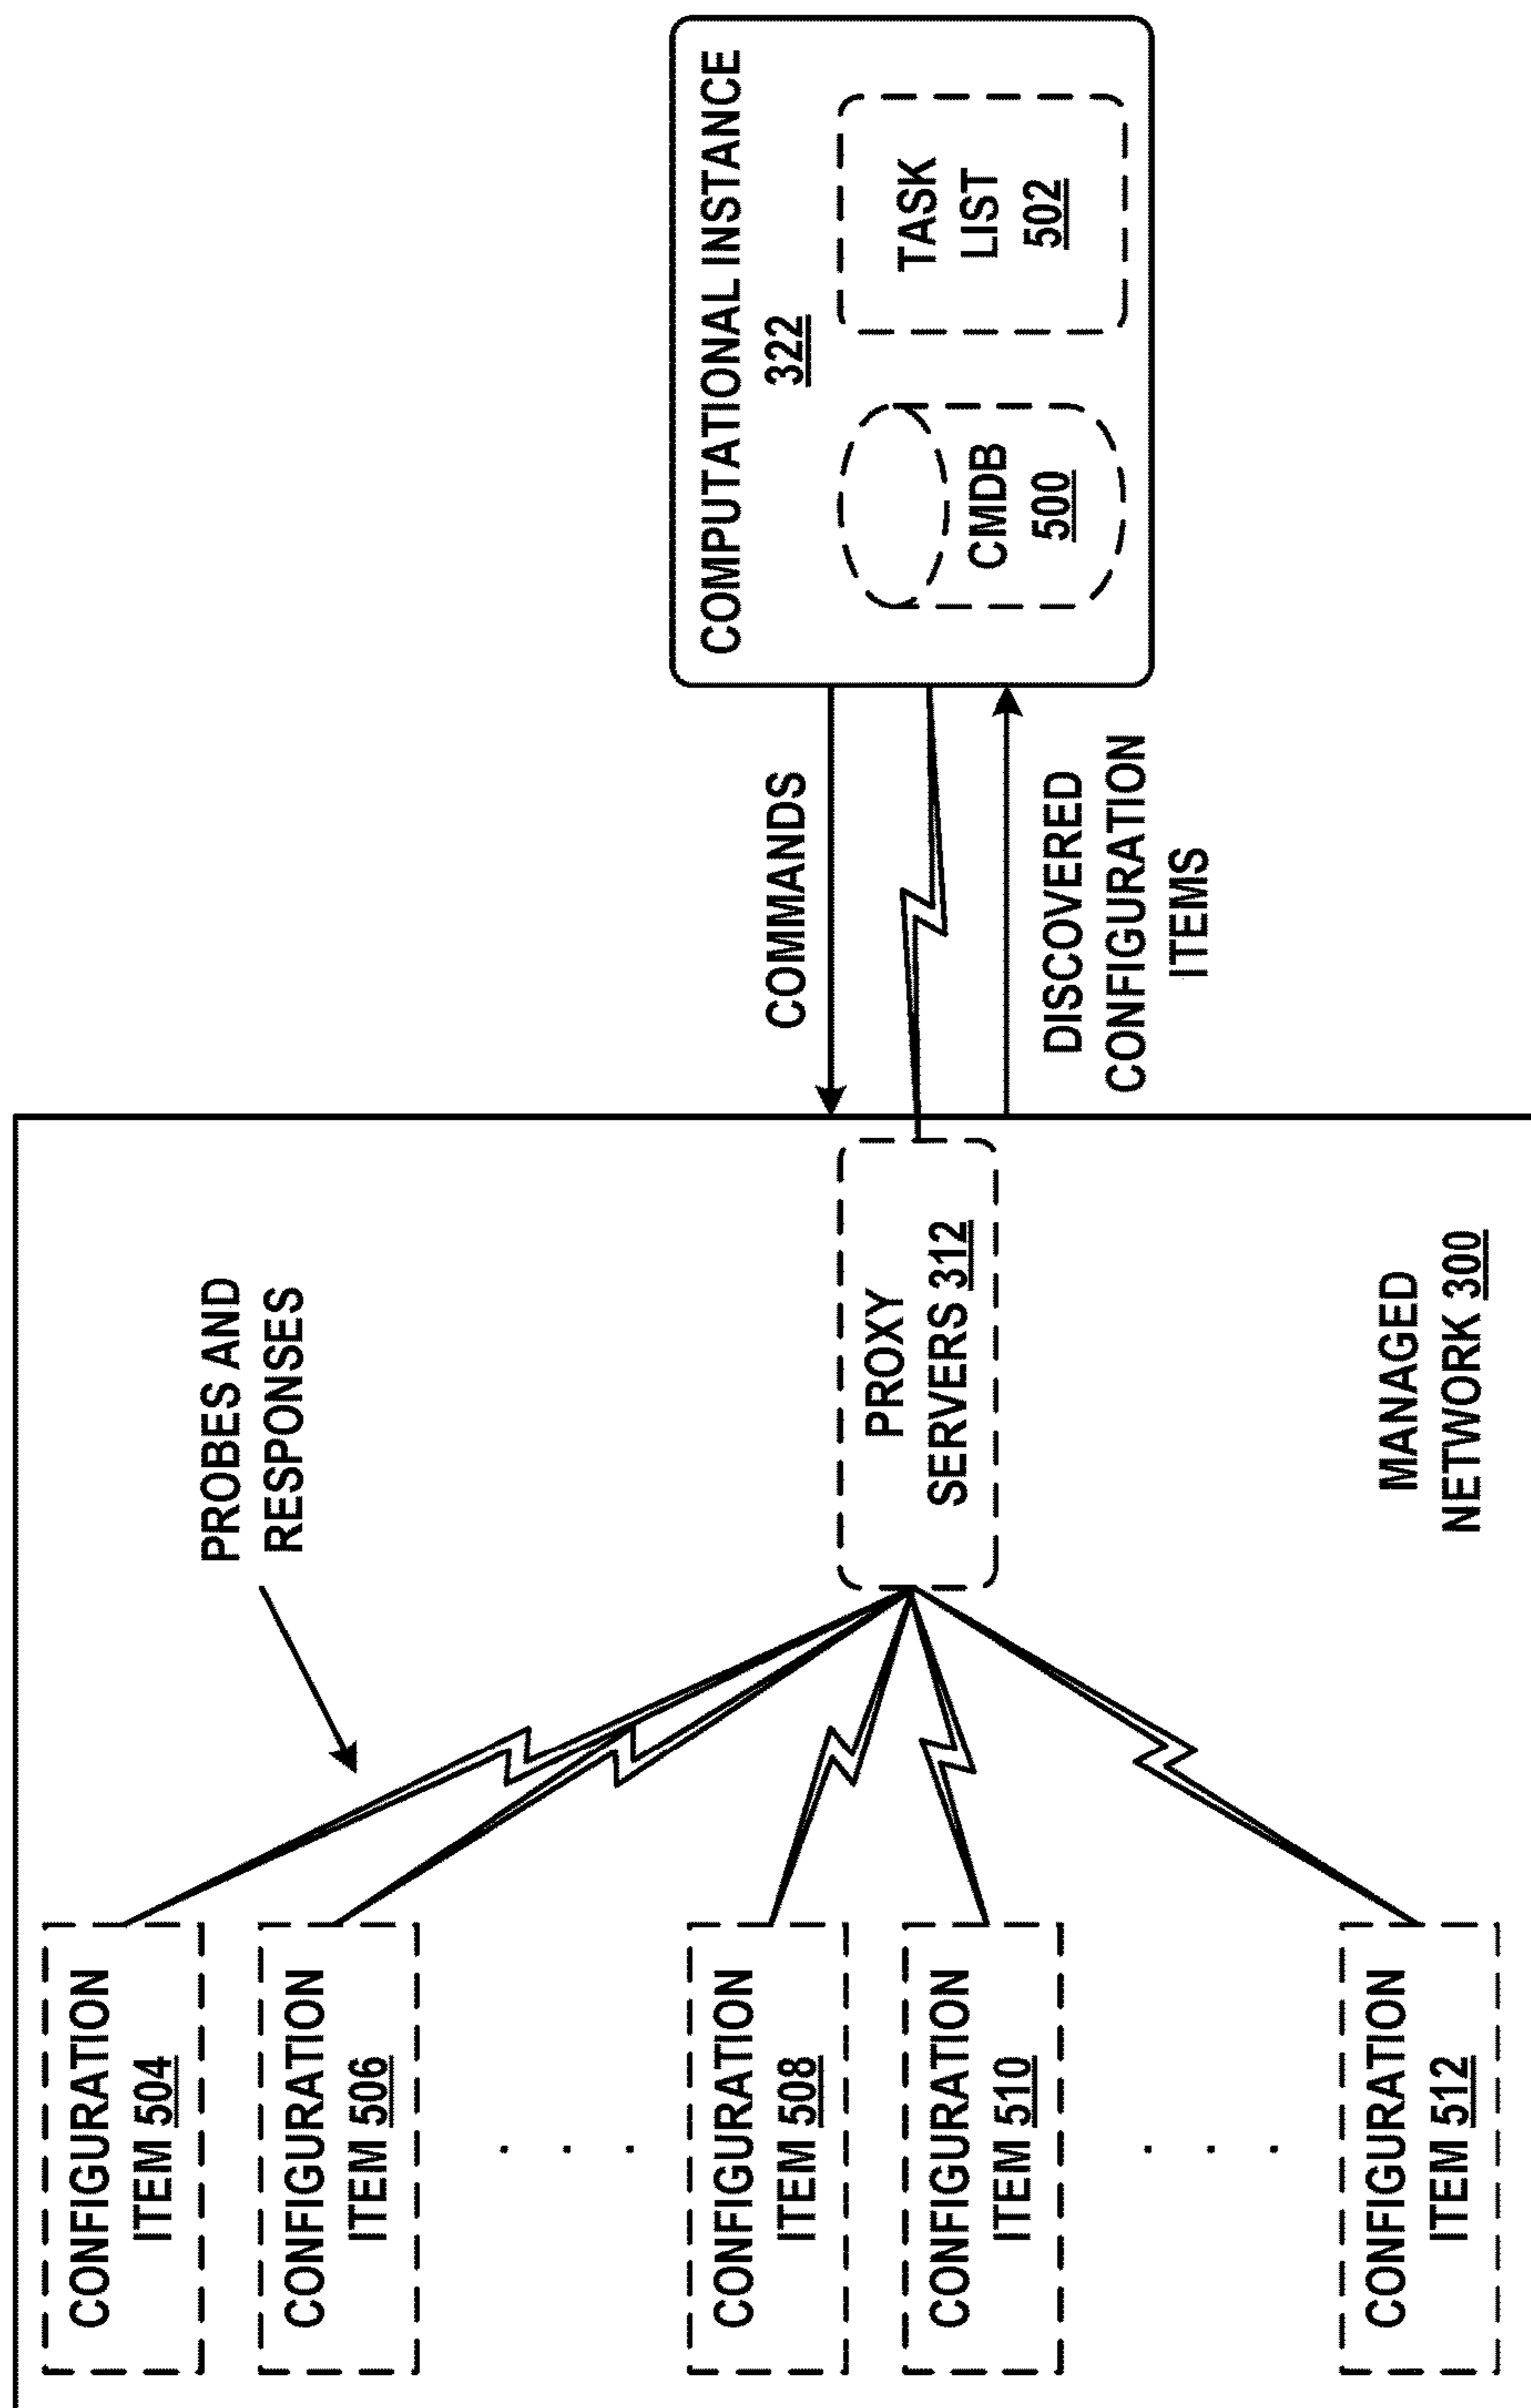 COMPUTATIONAL INSTANCE
322
CMDB
500
TASK
LIST
502
COMMANDS
DISCOVERED
CONFIGURATION
ITEMS
PROBES AND
RESPONSES
PROXY
SERVERS 312
MANAGED
NETWORK 300
CONFIGURATION
ITEM 504
CONFIGURATION
ITEM 506
. . .
CONFIGURATION
ITEM 508
CONFIGURATION
ITEM 510
. . .
CONFIGURATION
ITEM 512